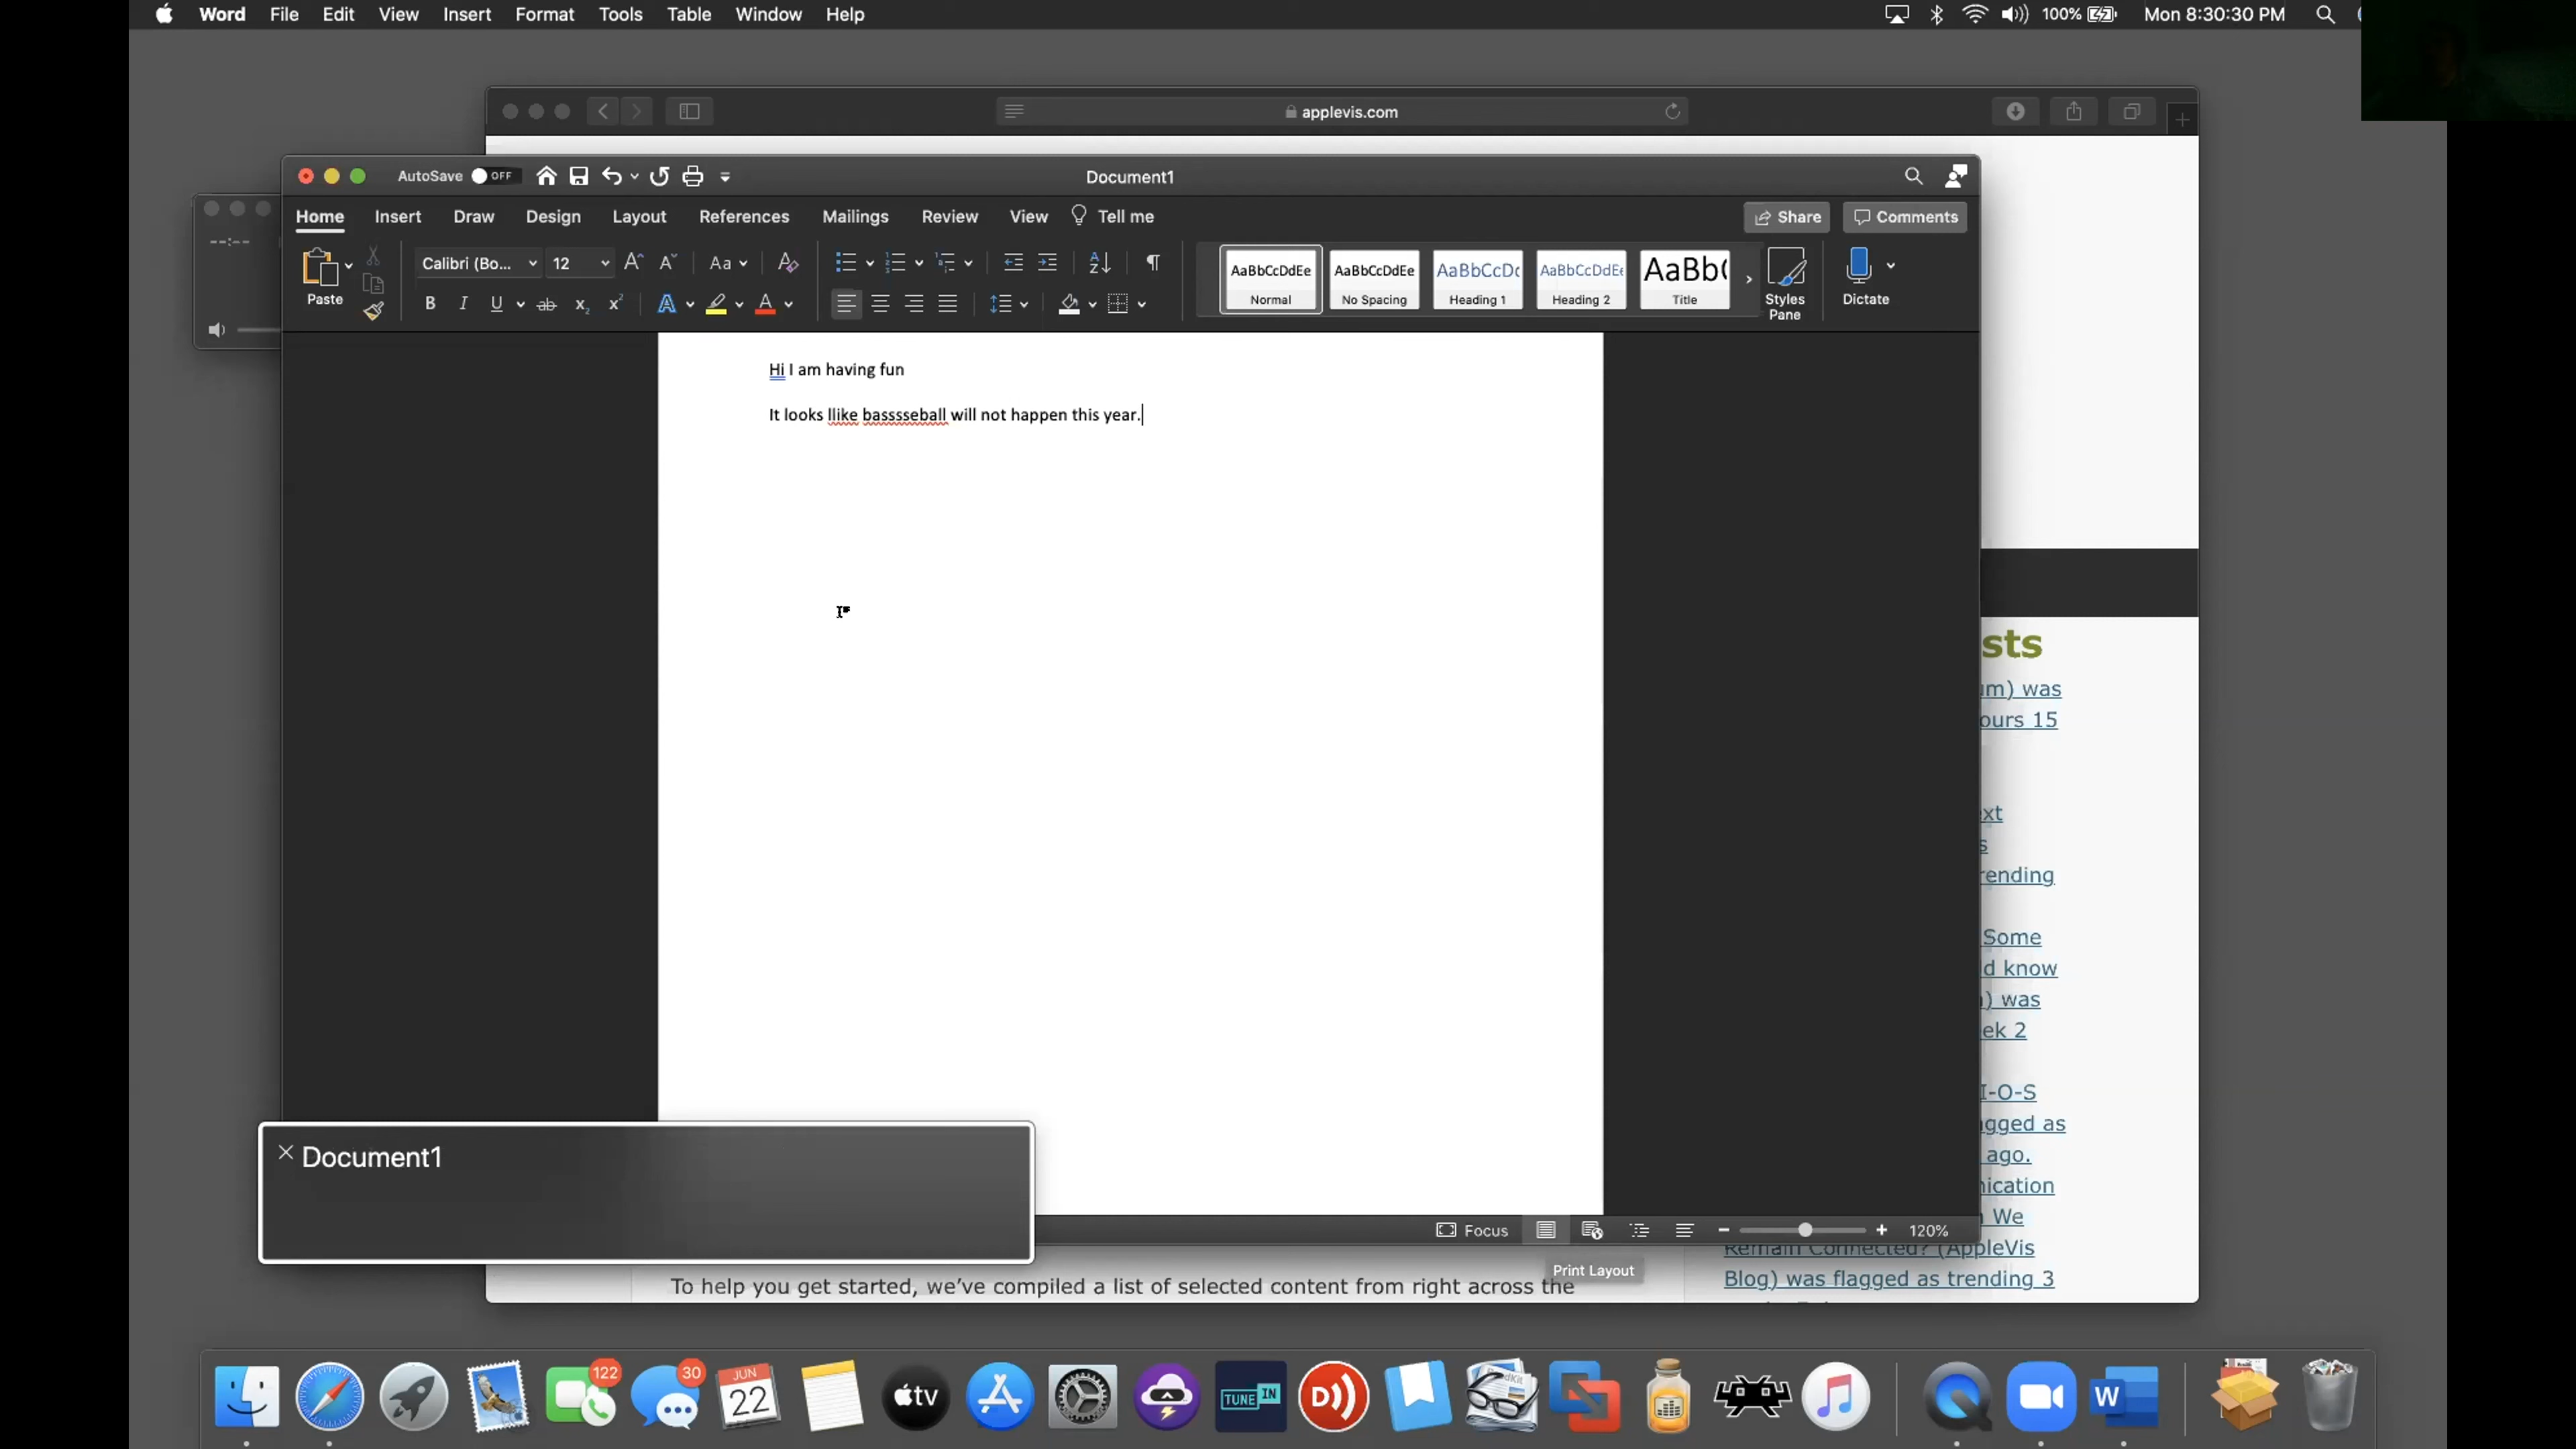 Word File Edit View Insert Format Tools Table Window Help 100% Mon 8:30:30 PM
applevis.com
AutoSave OFF Document1
Home Insert Draw Design Layout References Mailings Review View Tell me Share Comments
Paste Calibri (Bo... 12 Aa
AaBbCcDdEe AaBbCcDdEe AaBbCcDc AaBbCcDdEe AaBb(
Normal No Spacing Heading 1 Heading 2 Title
Styles Pane
Dictate
Hi I am having fun
It looks llike basssseball will not happen this year.
sts
um) was
ours 15
ext
s
rending
Some
d know
) was
ek 2
I-O-S
agged as
ago.
nication
We
Remain Connected? (AppleVis
Blog) was flagged as trending 3
Document1
Focus 120%
Print Layout
To help you get started, we've compiled a list of selected content from right across the
122 30 JUN 22 tv TUNE IN D W